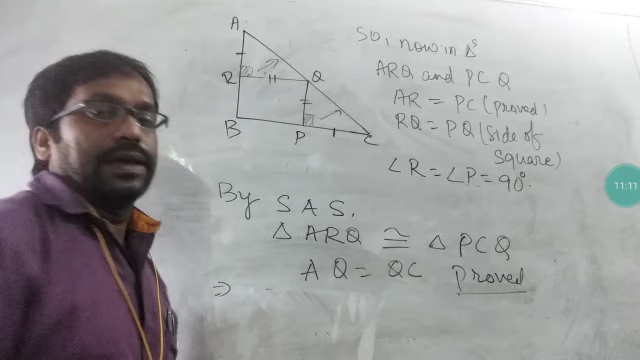 A
R
Q
B
P
C
SO, now in Δs
ARQ and PCQ
AR = PC (proved)
RQ = PQ (side of
Square)
∠R = ∠P = 90°.
By SAS,
Δ ARQ ≅ Δ PCQ
AQ = QC Proved
⇒
11:11